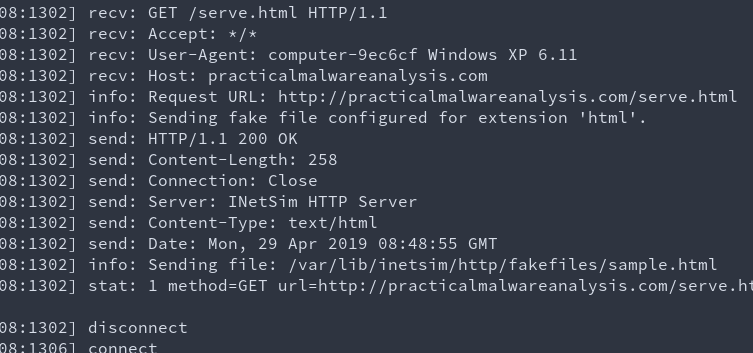 08:1302] recv: GET /serve.html HTTP/1.1
08:1302] recv: Accept: */*
08:1302] recv: User-Agent: computer-9ec6cf Windows XP 6.11
08:1302] recv: Host: practicalmalwareanalysis.com
08:1302] info: Request URL: http://practicalmalwareanalysis.com/serve.html
08:1302] info: Sending fake file configured for extension 'html'.
08:1302] send: HTTP/1.1 200 OK
08:1302] send: Content-Length: 258
08:1302] send: Connection: Close
08:1302] send: Server: INetSim HTTP Server
08:1302] send: Content-Type: text/html
08:1302] send: Date: Mon, 29 Apr 2019 08:48:55 GMT
08:1302] info: Sending file: /var/lib/inetsim/http/fakefiles/sample.html
08:1302] stat: 1 method=GET url=http://practicalmalwareanalysis.com/serve.ht
08:1302] disconnect
08:1306] connect